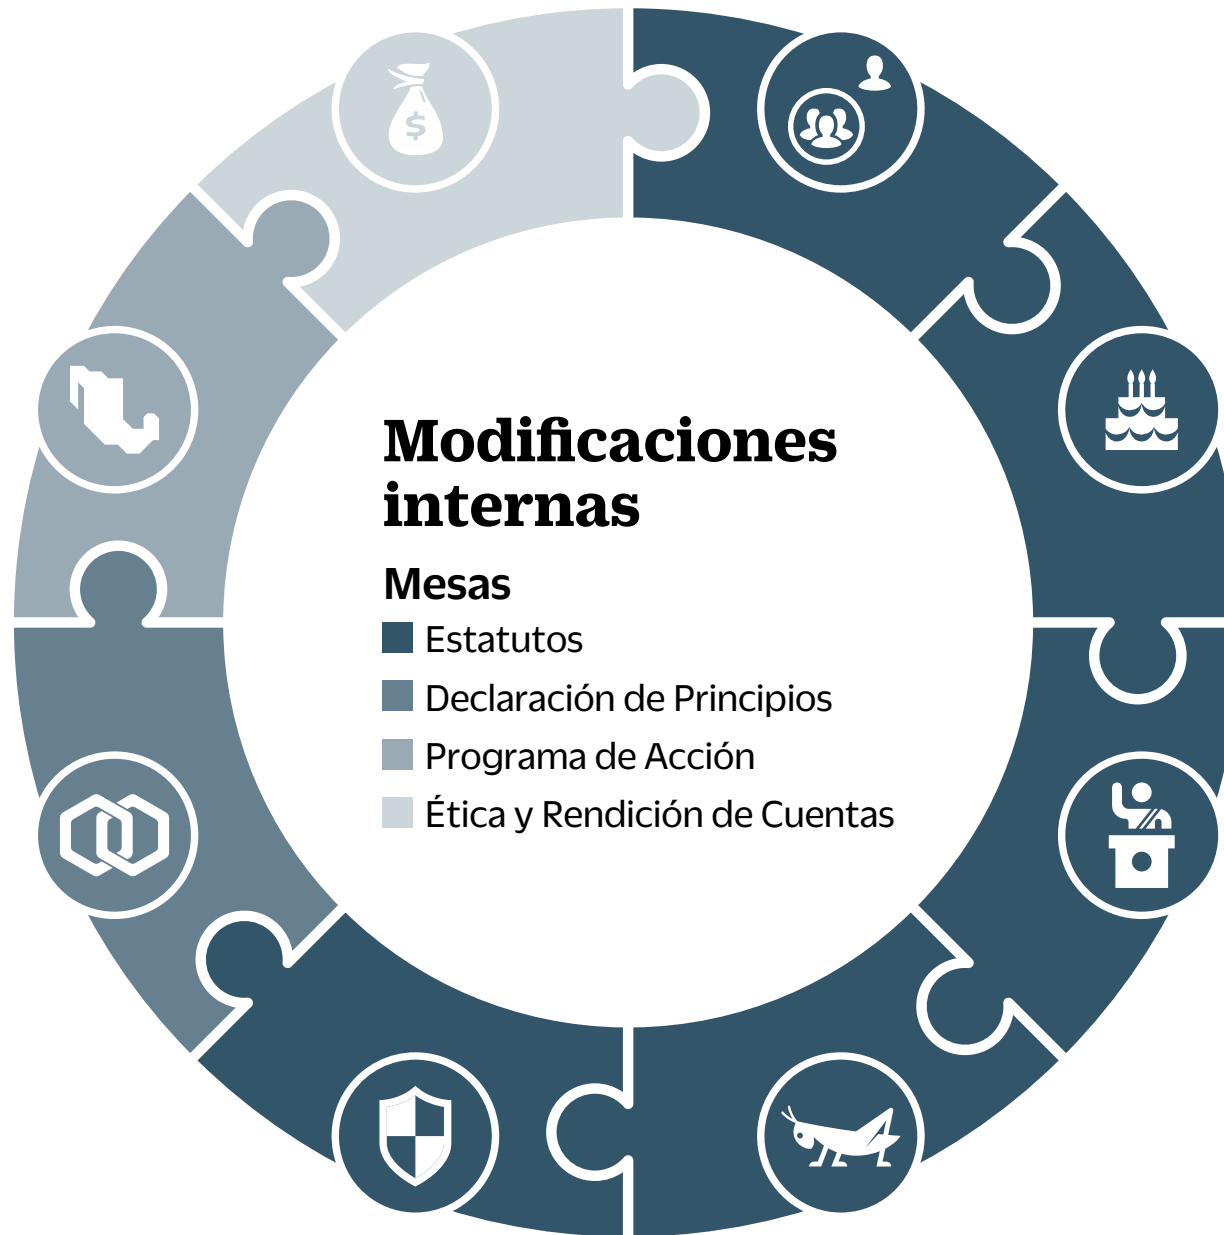 $
Modificaciones
internas
Mesas
Estatutos
Declaración de Principios
Programa de Acción
Ética y Rendición de Cuentas